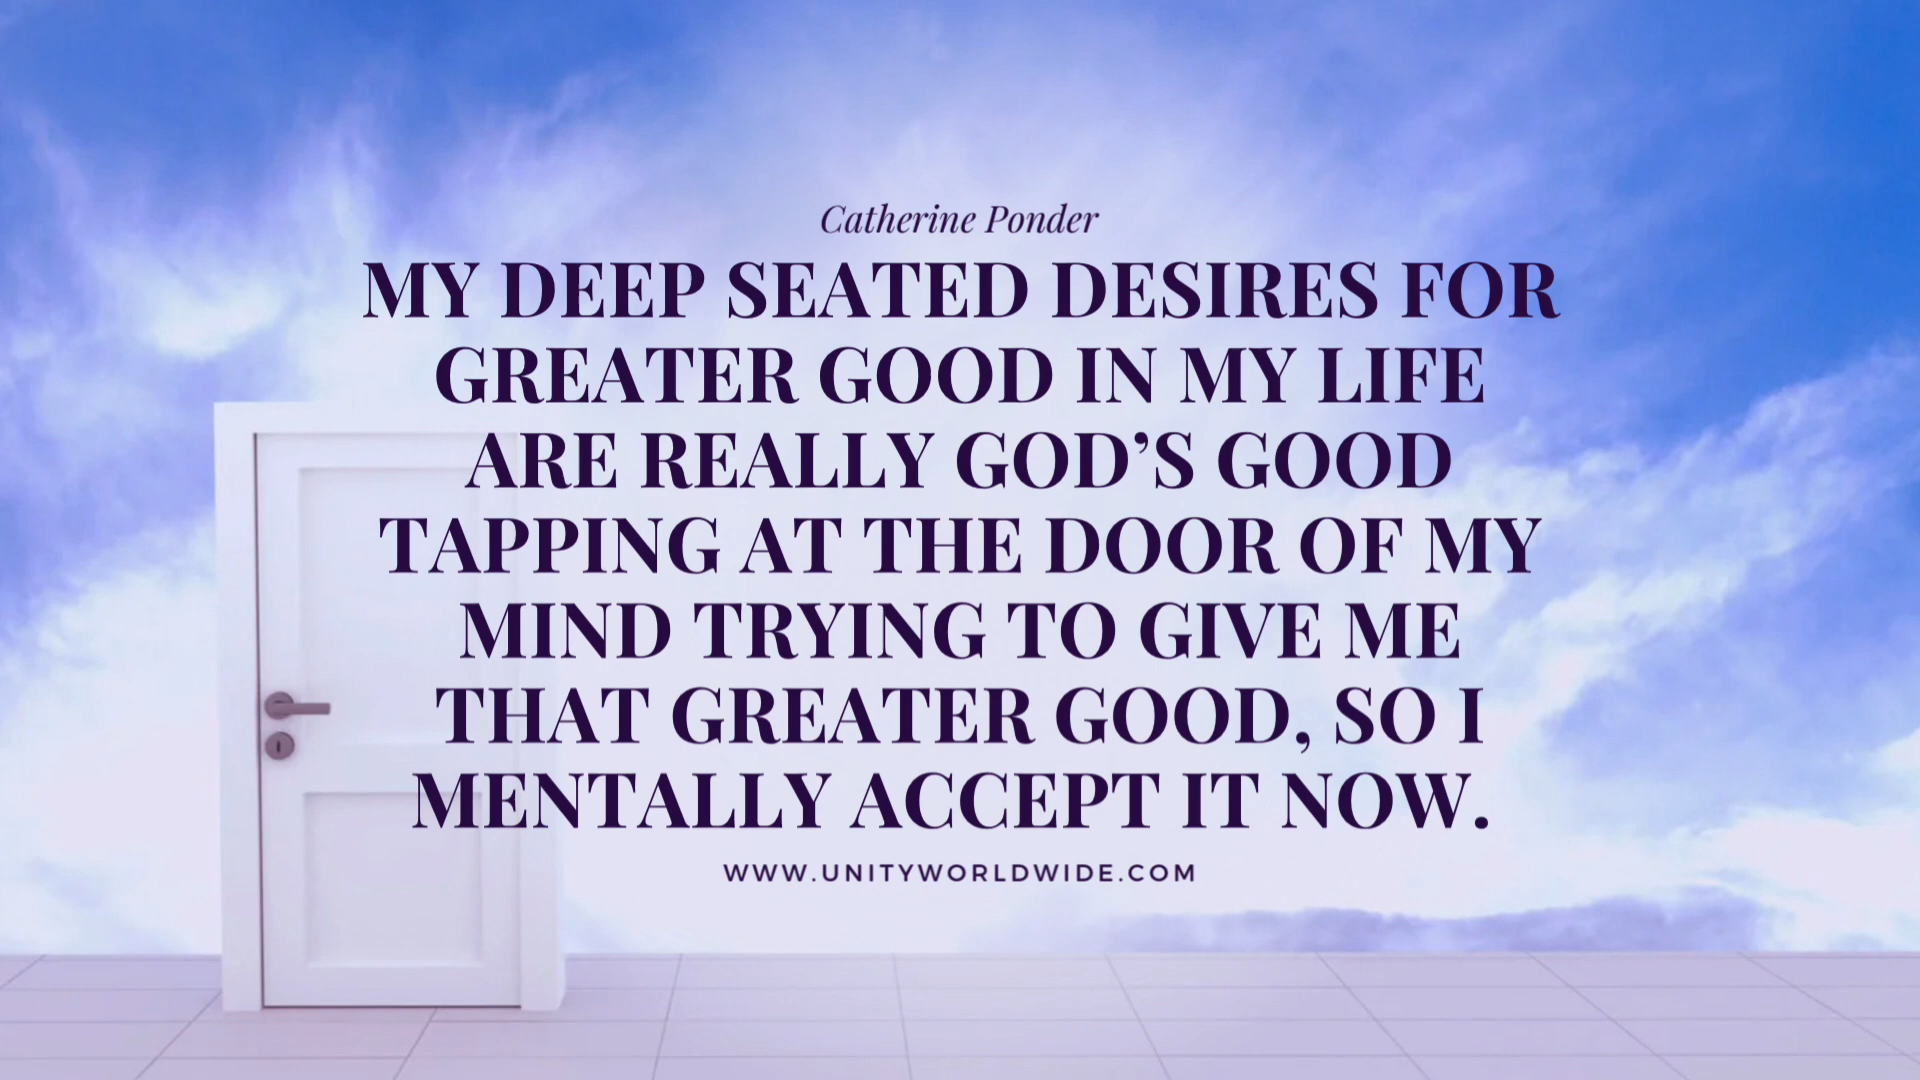 Catherine Ponder
MY DEEP SEATED DESIRES FOR
GREATER GOOD IN MY LIFE
ARE REALLY GOD’S GOOD
TAPPING AT THE DOOR OF MY
MIND TRYING TO GIVE ME
THAT GREATER GOOD, SO I
MENTALLY ACCEPT IT NOW.
WWW.UNITYWORLDWIDE.COM